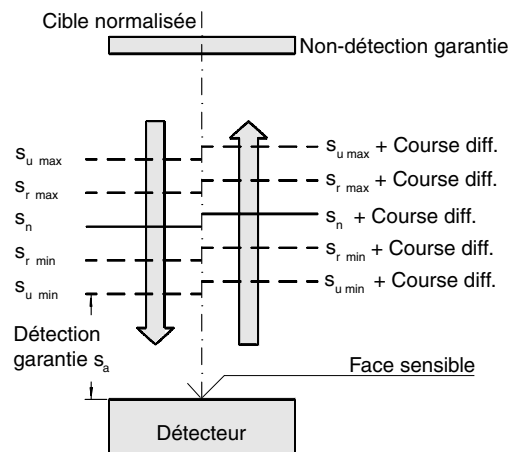 Cible normalisée
Non-détection garantie
s_u max
s_r max
s_n
s_r min
s_u min
s_u max + Course diff.
s_r max + Course diff.
s_n + Course diff.
s_r min + Course diff.
s_u min + Course diff.
Détection
garantie s_a
Face sensible
Détecteur